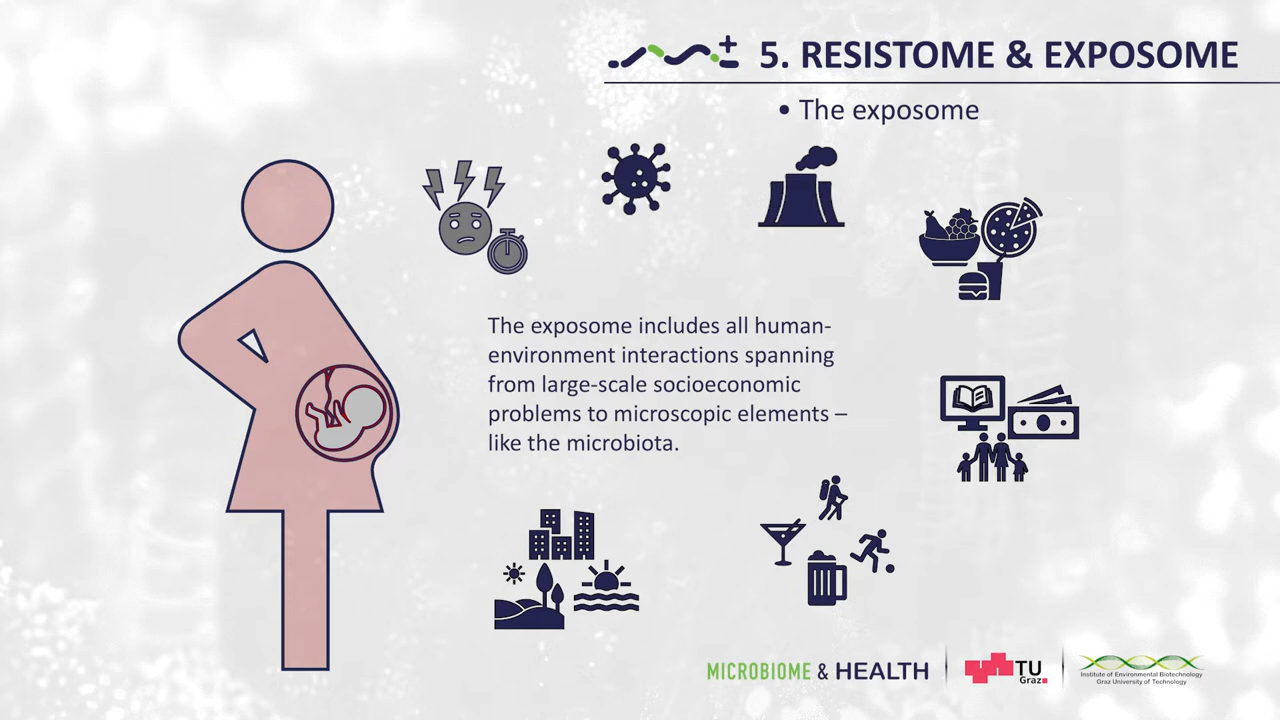 5. RESISTOME & EXPOSOME
• The exposome
The exposome includes all human-
environment interactions spanning
from large-scale socioeconomic
problems to microscopic elements –
like the microbiota.
MICROBIOME & HEALTH
TU
Graz
Institute of Environmental Biotechnology
Graz University of Technology